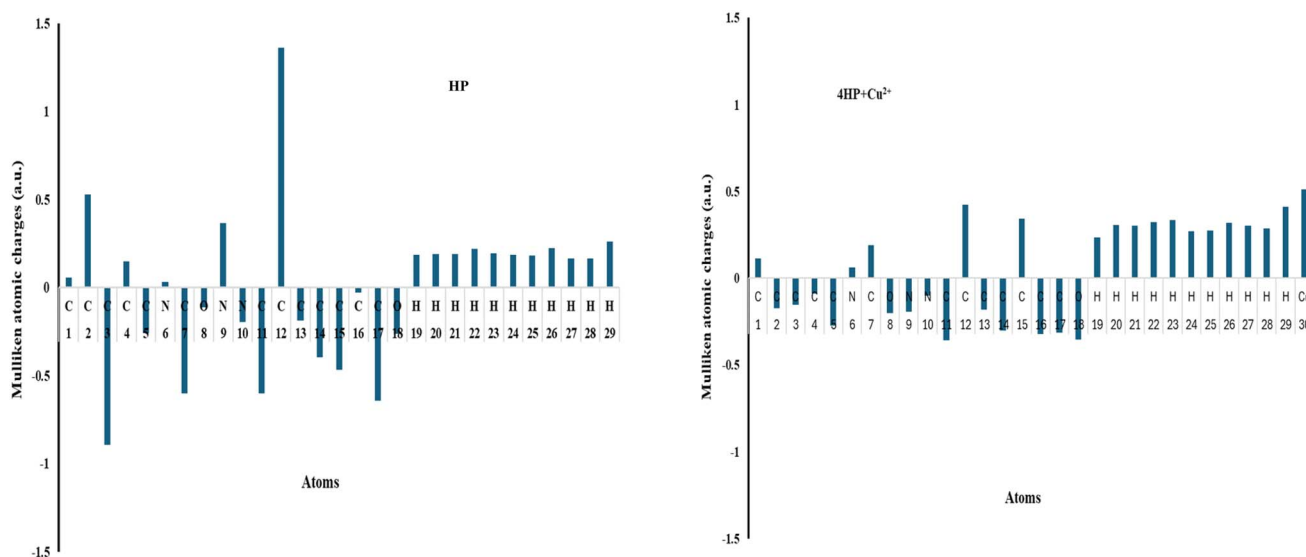 1.5
HP
1
0.5
0
C C C C C N C O N N C C C C C C C O H H H H H H H H H H H
1 2 3 4 5 6 7 8 9 10 11 12 13 14 15 16 17 18 19 20 21 22 23 24 25 26 27 28 29
-0.5
-1
-1.5
Mulliken atomic charges (a.u.)
Atoms
1.5
4HP+Cu²⁺
1
0.5
0
C C C C C N C O N N C C C C C C C O H H H H H H H H H H H
1 2 3 4 5 6 7 8 9 10 11 12 13 14 15 16 17 18 19 20 21 22 23 24 25 26 27 28 29
-0.5
-1
-1.5
Mulliken atomic charges (a.u.)
Atoms